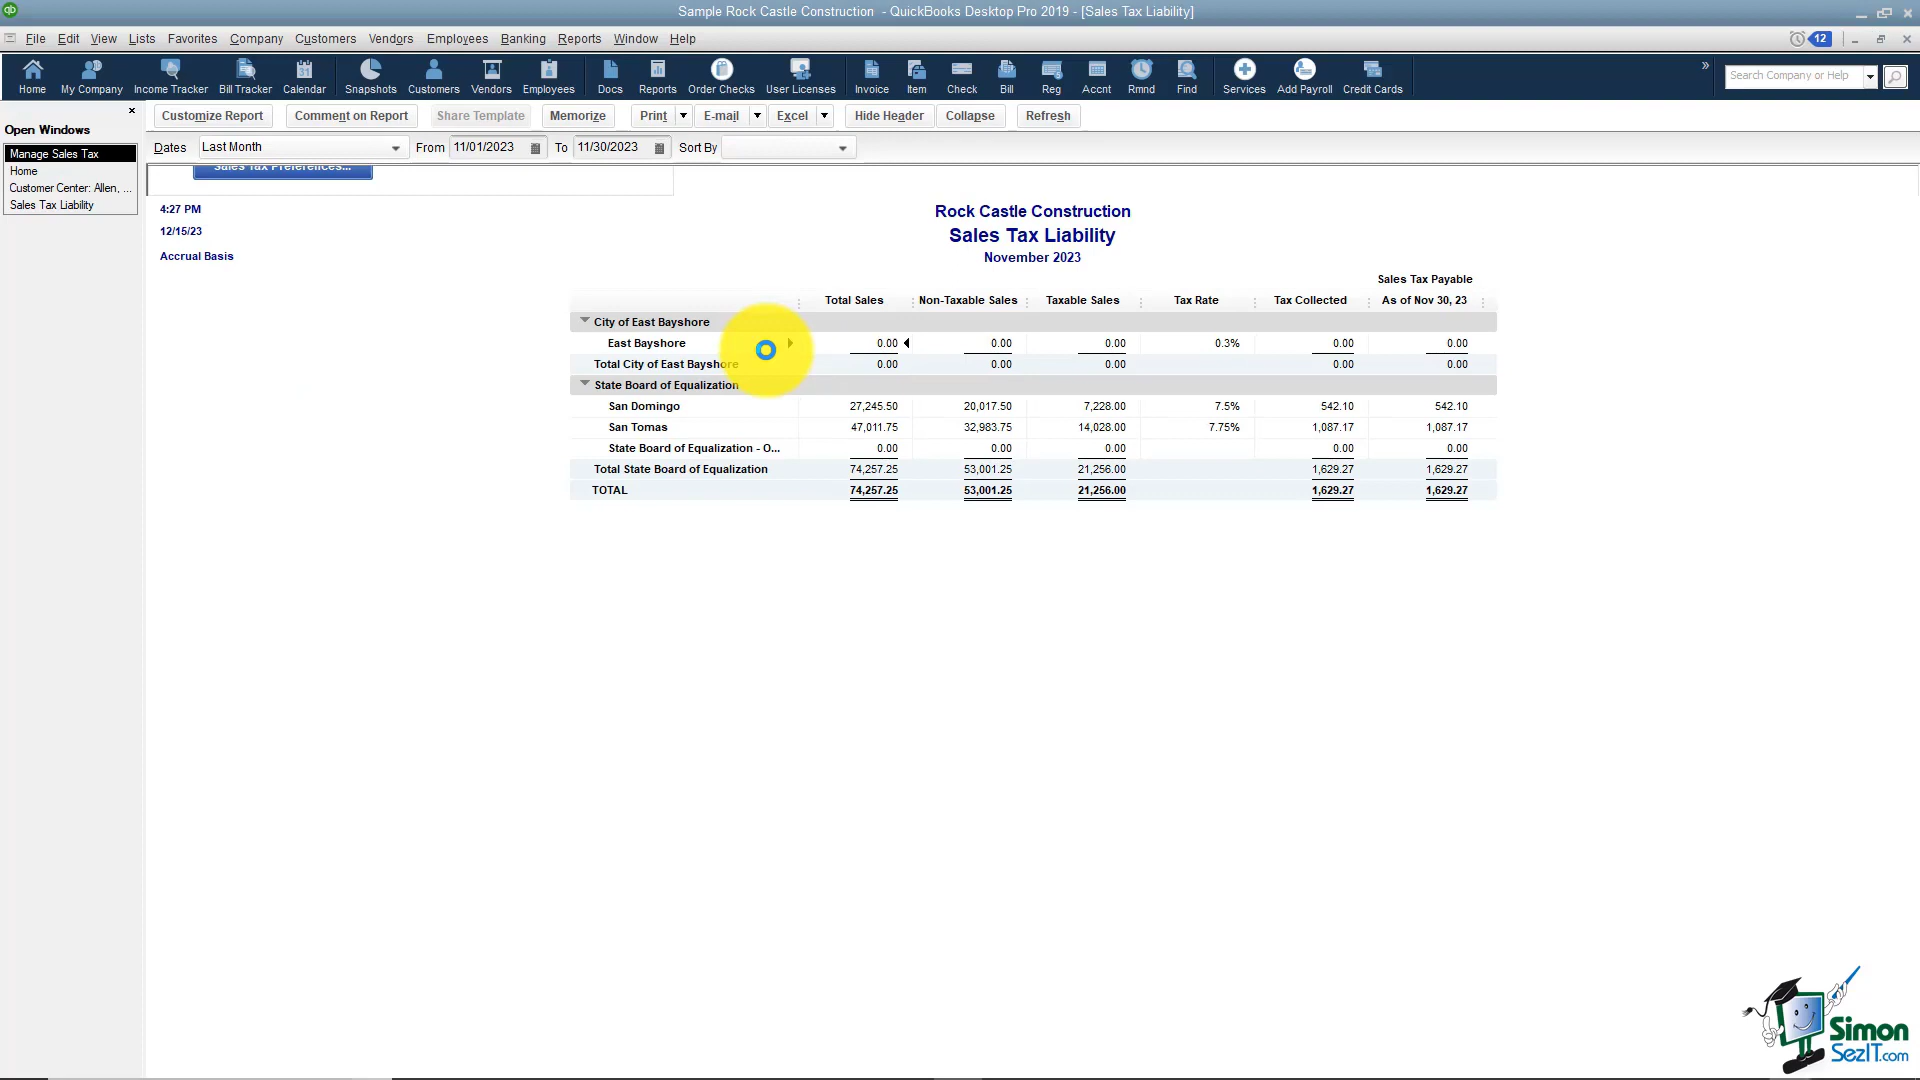 qb
Sample Rock Castle Construction - QuickBooks Desktop Pro 2019 - [Sales Tax Liability]
File Edit View Lists Favorites Company Customers Vendors Employees Banking Reports Window Help
12
Home My Company Income Tracker Bill Tracker Calendar Snapshots Customers Vendors Employees Docs Reports Order Checks User Licenses Invoice Item Check Bill Reg Accnt Rmnd Find Services Add Payroll Credit Cards
» Search Company or Help
Customize Report Comment on Report Share Template Memorize Print E-mail Excel Hide Header Collapse Refresh
Open Windows
Dates Last Month From 11/01/2023 To 11/30/2023 Sort By
Manage Sales Tax
Home
Customer Center: Allen, ...
Sales Tax Liability
Sales Tax Preferences...
4:27 PM
12/15/23
Accrual Basis
Rock Castle Construction
Sales Tax Liability
November 2023
Sales Tax Payable
Total Sales Non-Taxable Sales Taxable Sales Tax Rate Tax Collected As of Nov 30, 23
City of East Bayshore
East Bayshore 0.00 0.00 0.00 0.3% 0.00 0.00
Total City of East Bayshore 0.00 0.00 0.00 0.00 0.00
State Board of Equalization
San Domingo 27,245.50 20,017.50 7,228.00 7.5% 542.10 542.10
San Tomas 47,011.75 32,983.75 14,028.00 7.75% 1,087.17 1,087.17
State Board of Equalization - O... 0.00 0.00 0.00 0.00 0.00
Total State Board of Equalization 74,257.25 53,001.25 21,256.00 1,629.27 1,629.27
TOTAL 74,257.25 53,001.25 21,256.00 1,629.27 1,629.27
Simon
SezIT.com